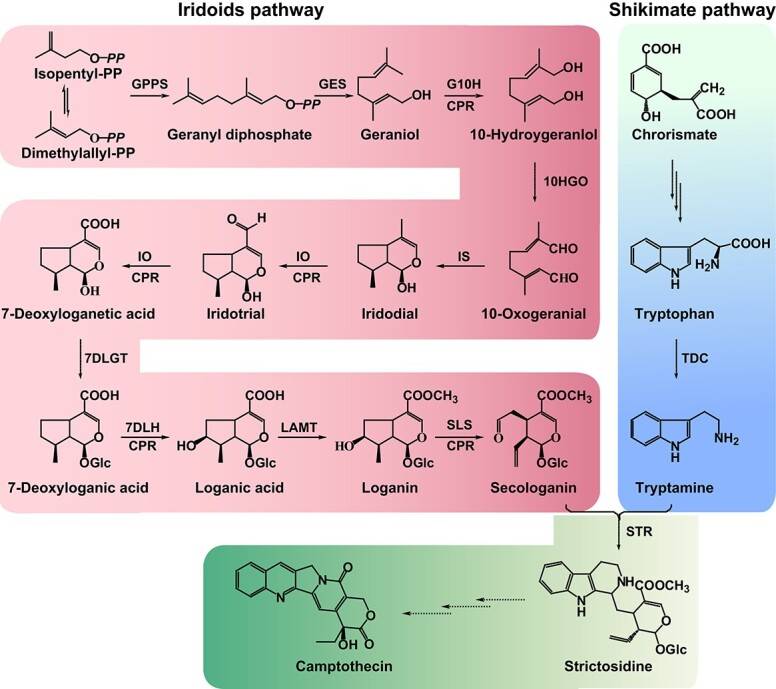 Iridoids pathway
Shikimate pathway
O-PP
Isopentyl-PP
O-PP
Dimethylallyl-PP
GPPS
O-PP
Geranyl diphosphate
GES
OH
Geraniol
G10H
CPR
OH
OH
10-Hydroygeranlol
10HGO
CHO
CHO
10-Oxogeranial
IS
O
OH
Iridodial
IO
CPR
O
H
O
OH
Iridotrial
IO
CPR
COOH
O
OH
7-Deoxyloganetic acid
7DLGT
COOH
O
OGlc
7-Deoxyloganic acid
7DLH
CPR
COOH
HO
O
OGlc
Loganic acid
LAMT
COOCH3
HO
O
OGlc
Loganin
SLS
CPR
COOCH3
O
O
OGlc
Secologanin
COOH
CH2
COOH
OH
Chrorismate
COOH
H2N
N
H
Tryptophan
TDC
NH2
N
H
Tryptamine
STR
NHCOOCH3
N
H
O
OGlc
Strictosidine
O
N
N
O
O
OH
Camptothecin